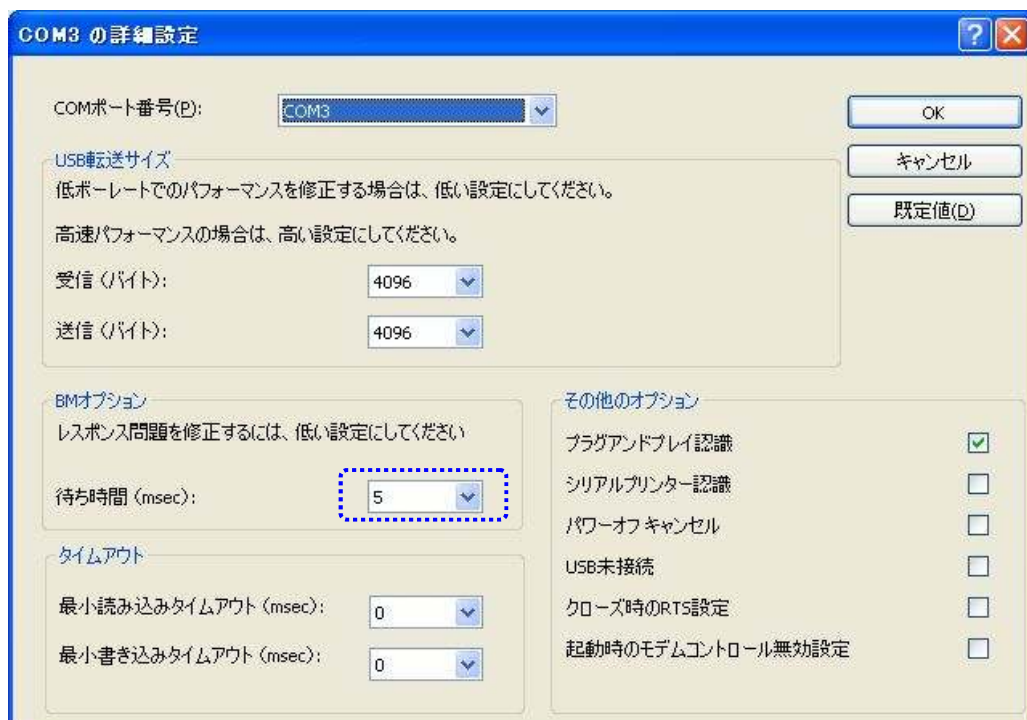 COM3 の詳細設定
COMポート番号(P):
COM3
OK
キャンセル
既定値(D)
USB転送サイズ
低ボーレートでのパフォーマンスを修正する場合は、低い設定にしてください。
高速パフォーマンスの場合は、高い設定にしてください。
受信 (バイト):
4096
送信 (バイト):
4096
BMオプション
レスポンス問題を修正するには、低い設定にしてください
待ち時間 (msec):
5
タイムアウト
最小読み込みタイムアウト (msec):
0
最小書き込みタイムアウト (msec):
0
その他のオプション
プラグアンドプレイ認識
シリアルプリンター認識
パワーオフ キャンセル
USB未接続
クローズ時のRTS設定
起動時のモデムコントロール無効設定